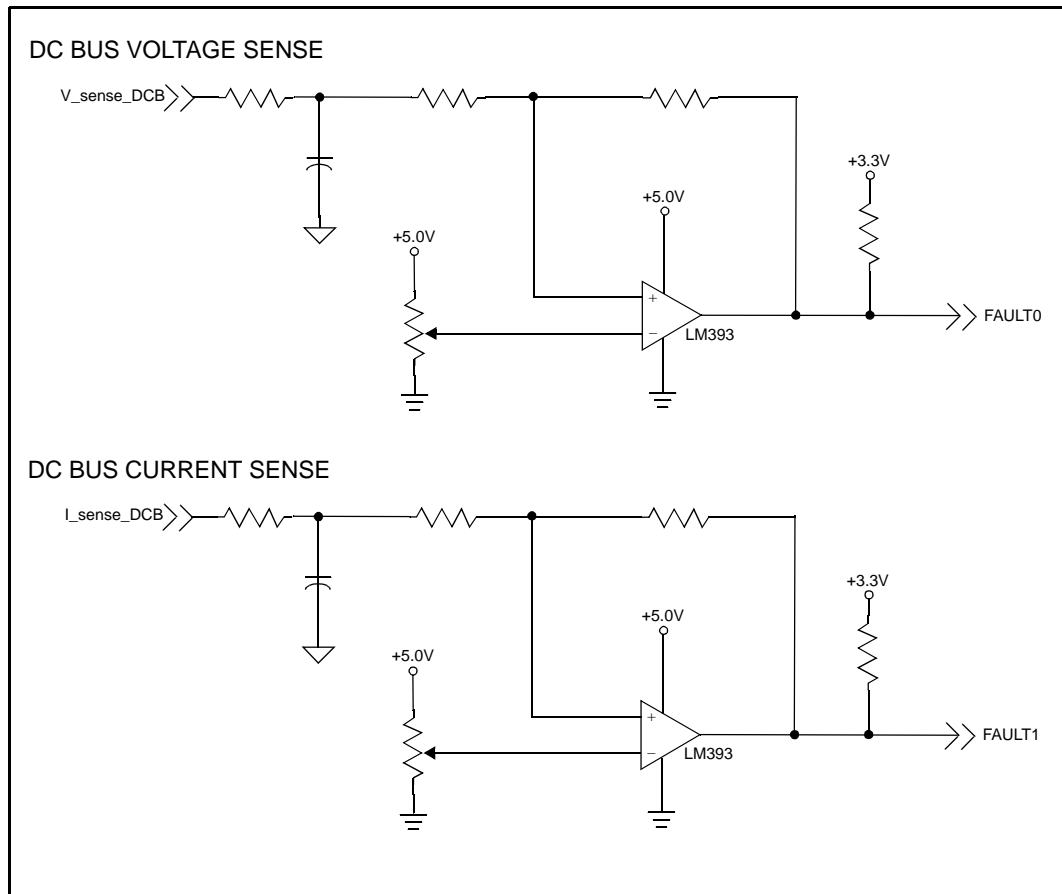 DC BUS VOLTAGE SENSE
V_sense_DCB
+3.3V
+5.0V
+5.0V
+
−
LM393
FAULT0
DC BUS CURRENT SENSE
I_sense_DCB
+3.3V
+5.0V
+5.0V
+
−
LM393
FAULT1